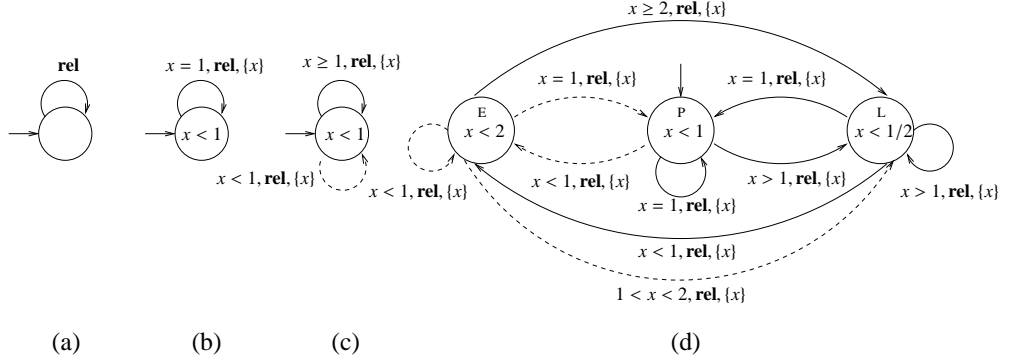 x ≥ 2, rel, {x}
rel
x = 1, rel, {x}
x ≥ 1, rel, {x}
x = 1, rel, {x}
x = 1, rel, {x}
E
x < 2
P
x < 1
L
x < 1/2
x < 1
x < 1
x < 1, rel, {x}
x < 1, rel, {x}
x < 1, rel, {x}
x > 1, rel, {x}
x > 1, rel, {x}
x = 1, rel, {x}
x < 1, rel, {x}
1 < x < 2, rel, {x}
(a)
(b)
(c)
(d)